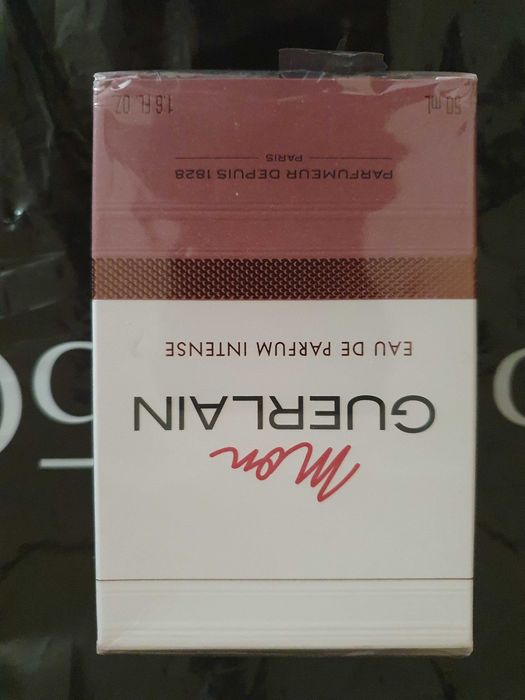 Mon
GUERLAIN
EAU DE PARFUM INTENSE
PARFUMEUR DEPUIS 1828
PARIS
50 mL 1.6 FL. OZ